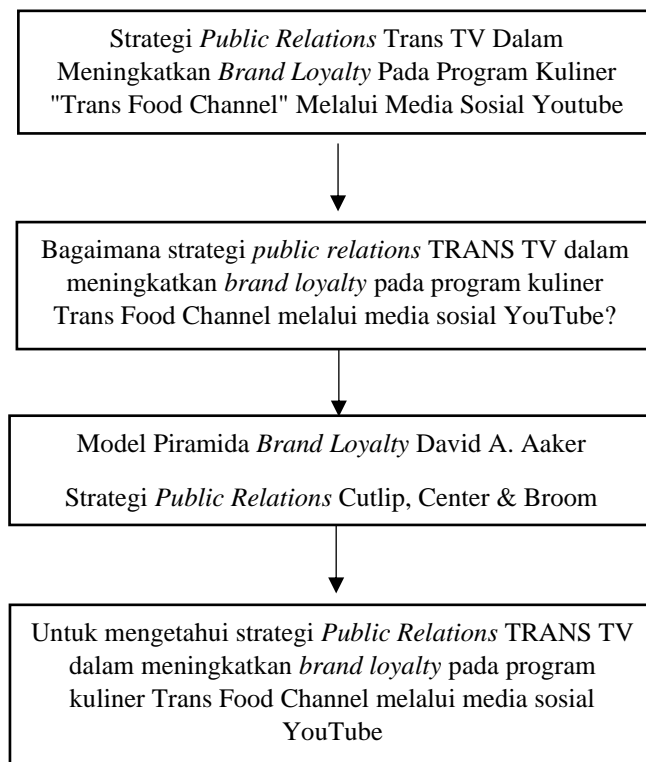 Strategi Public Relations Trans TV Dalam
Meningkatkan Brand Loyalty Pada Program Kuliner
"Trans Food Channel" Melalui Media Sosial Youtube
Bagaimana strategi public relations TRANS TV dalam
meningkatkan brand loyalty pada program kuliner
Trans Food Channel melalui media sosial YouTube?
Model Piramida Brand Loyalty David A. Aaker
Strategi Public Relations Cutlip, Center & Broom
Untuk mengetahui strategi Public Relations TRANS TV
dalam meningkatkan brand loyalty pada program
kuliner Trans Food Channel melalui media sosial
YouTube